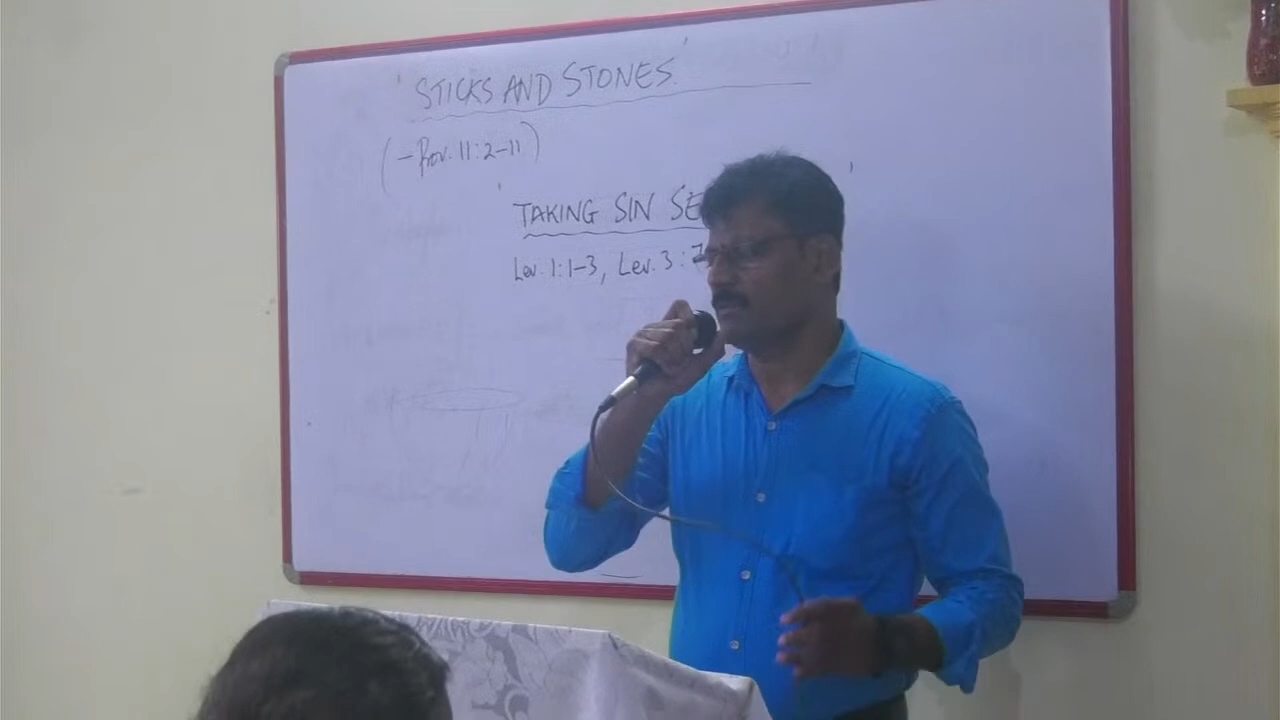 'STICKS AND STONES'
(-Prov. 11:2-11)
'TAKING SIN SE
Lev. 1:1-3, Lev. 3: